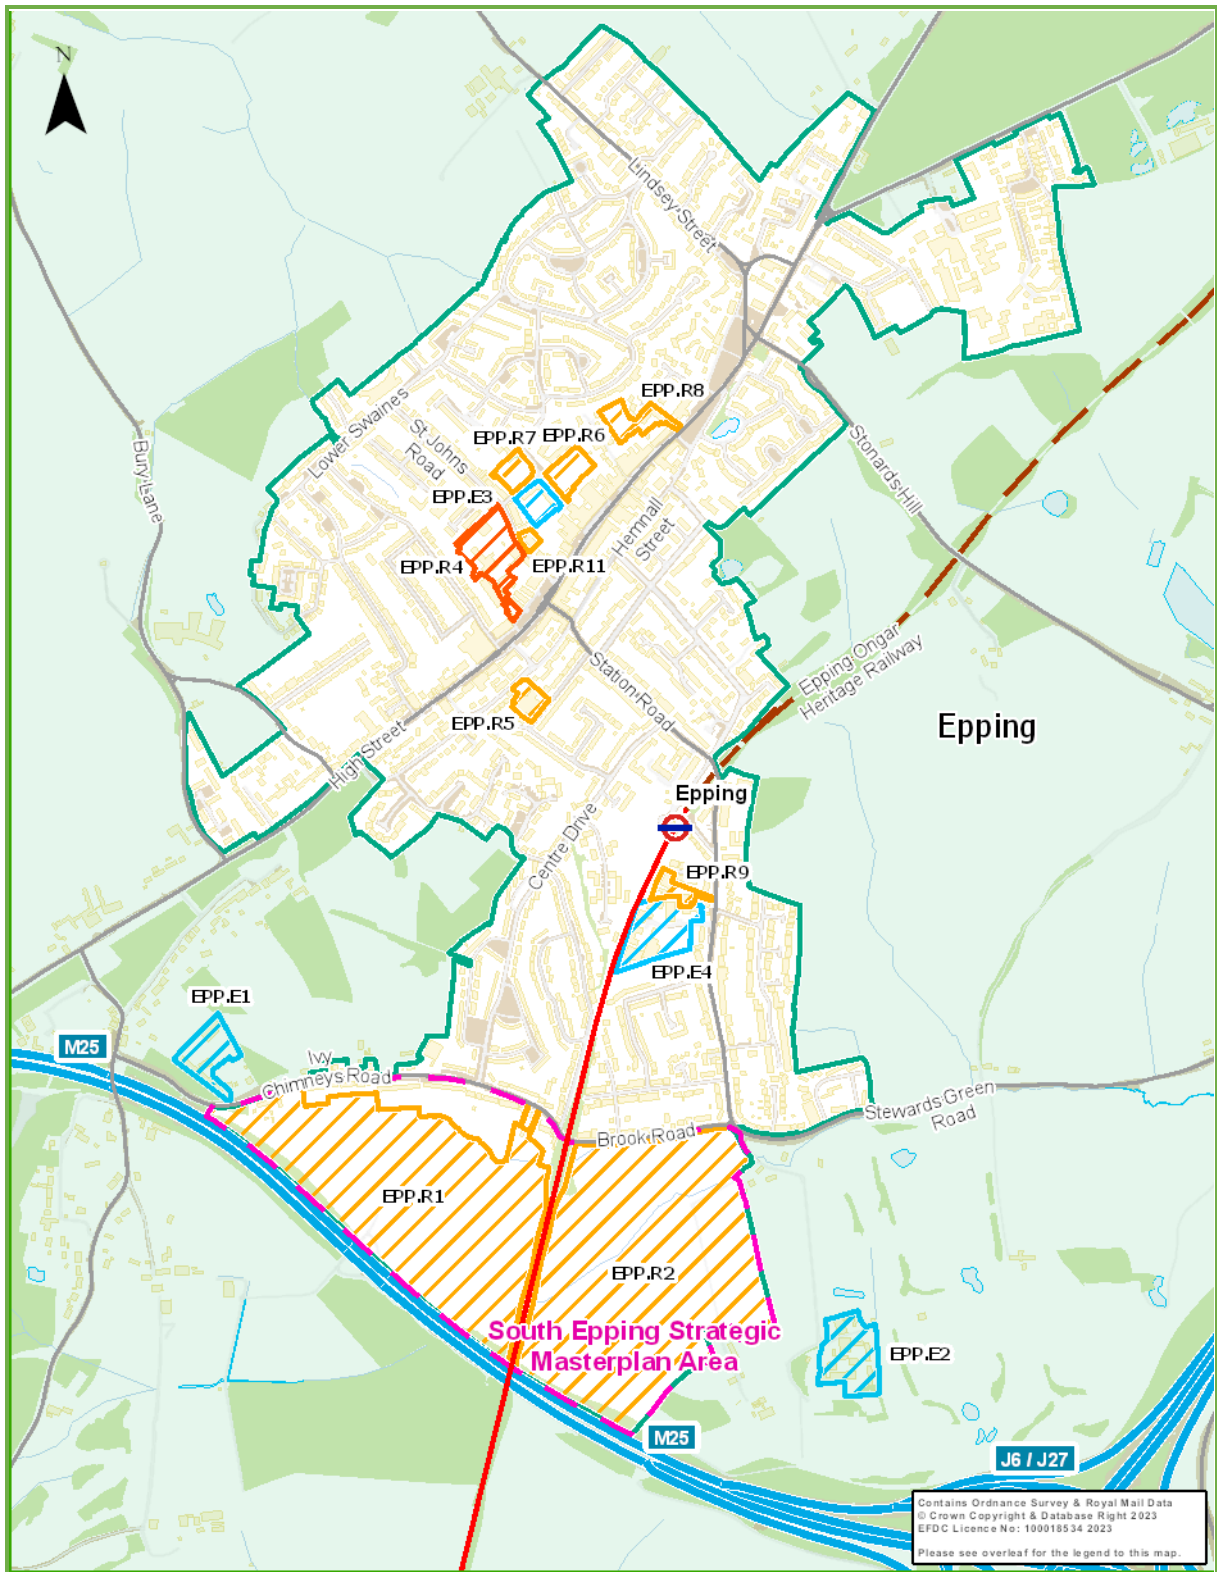 N
Lindsey Street
EPP.R8
Lower Swaines
St Johns
Road
EPP.R7
EPP.R6
Bury Lane
Stonards Hill
EPP.E3
Hemnall
Street
EPP.R4
EPP.R11
Station Road
Epping Ongar
Heritage Railway
EPP.R5
High Street
Epping
Epping
Centre Drive
EPP.R9
EPP.E4
EPP.E1
M25
Ivy
Chimneys Road
Stewards Green
Road
Brook Road
EPP.R1
EPP.R2
South Epping Strategic
Masterplan Area
EPP.E2
M25
J6 / J27
Contains Ordnance Survey & Royal Mail Data
© Crown Copyright & Database Right 2023
EFDC Licence No: 100018534 2023
Please see overleaf for the legend to this map.